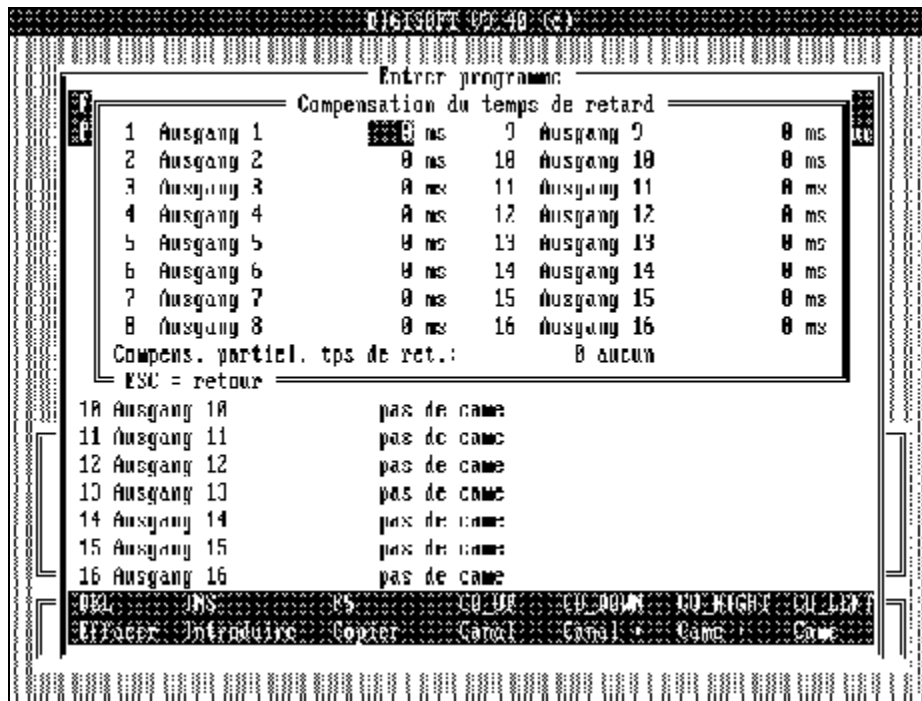 DIGISOFT V3.40 (c)
Entrer programme
Compensation du temps de retard
1 Ausgang 1 0 ms 9 Ausgang 9 0 ms
2 Ausgang 2 0 ms 10 Ausgang 10 0 ms
3 Ausgang 3 0 ms 11 Ausgang 11 0 ms
4 Ausgang 4 0 ms 12 Ausgang 12 0 ms
5 Ausgang 5 0 ms 13 Ausgang 13 0 ms
6 Ausgang 6 0 ms 14 Ausgang 14 0 ms
7 Ausgang 7 0 ms 15 Ausgang 15 0 ms
8 Ausgang 8 0 ms 16 Ausgang 16 0 ms
Compens. partiel. tps de ret.: 0 aucun
ESC = retour
10 Ausgang 10 pas de came
11 Ausgang 11 pas de came
12 Ausgang 12 pas de came
13 Ausgang 13 pas de came
14 Ausgang 14 pas de came
15 Ausgang 15 pas de came
16 Ausgang 16 pas de came
DEL INS F5 CU_UP CU_DOWN CU_RIGHT CU_LEFT
Effacer Introduire Copier Canal Canal + Came + Came